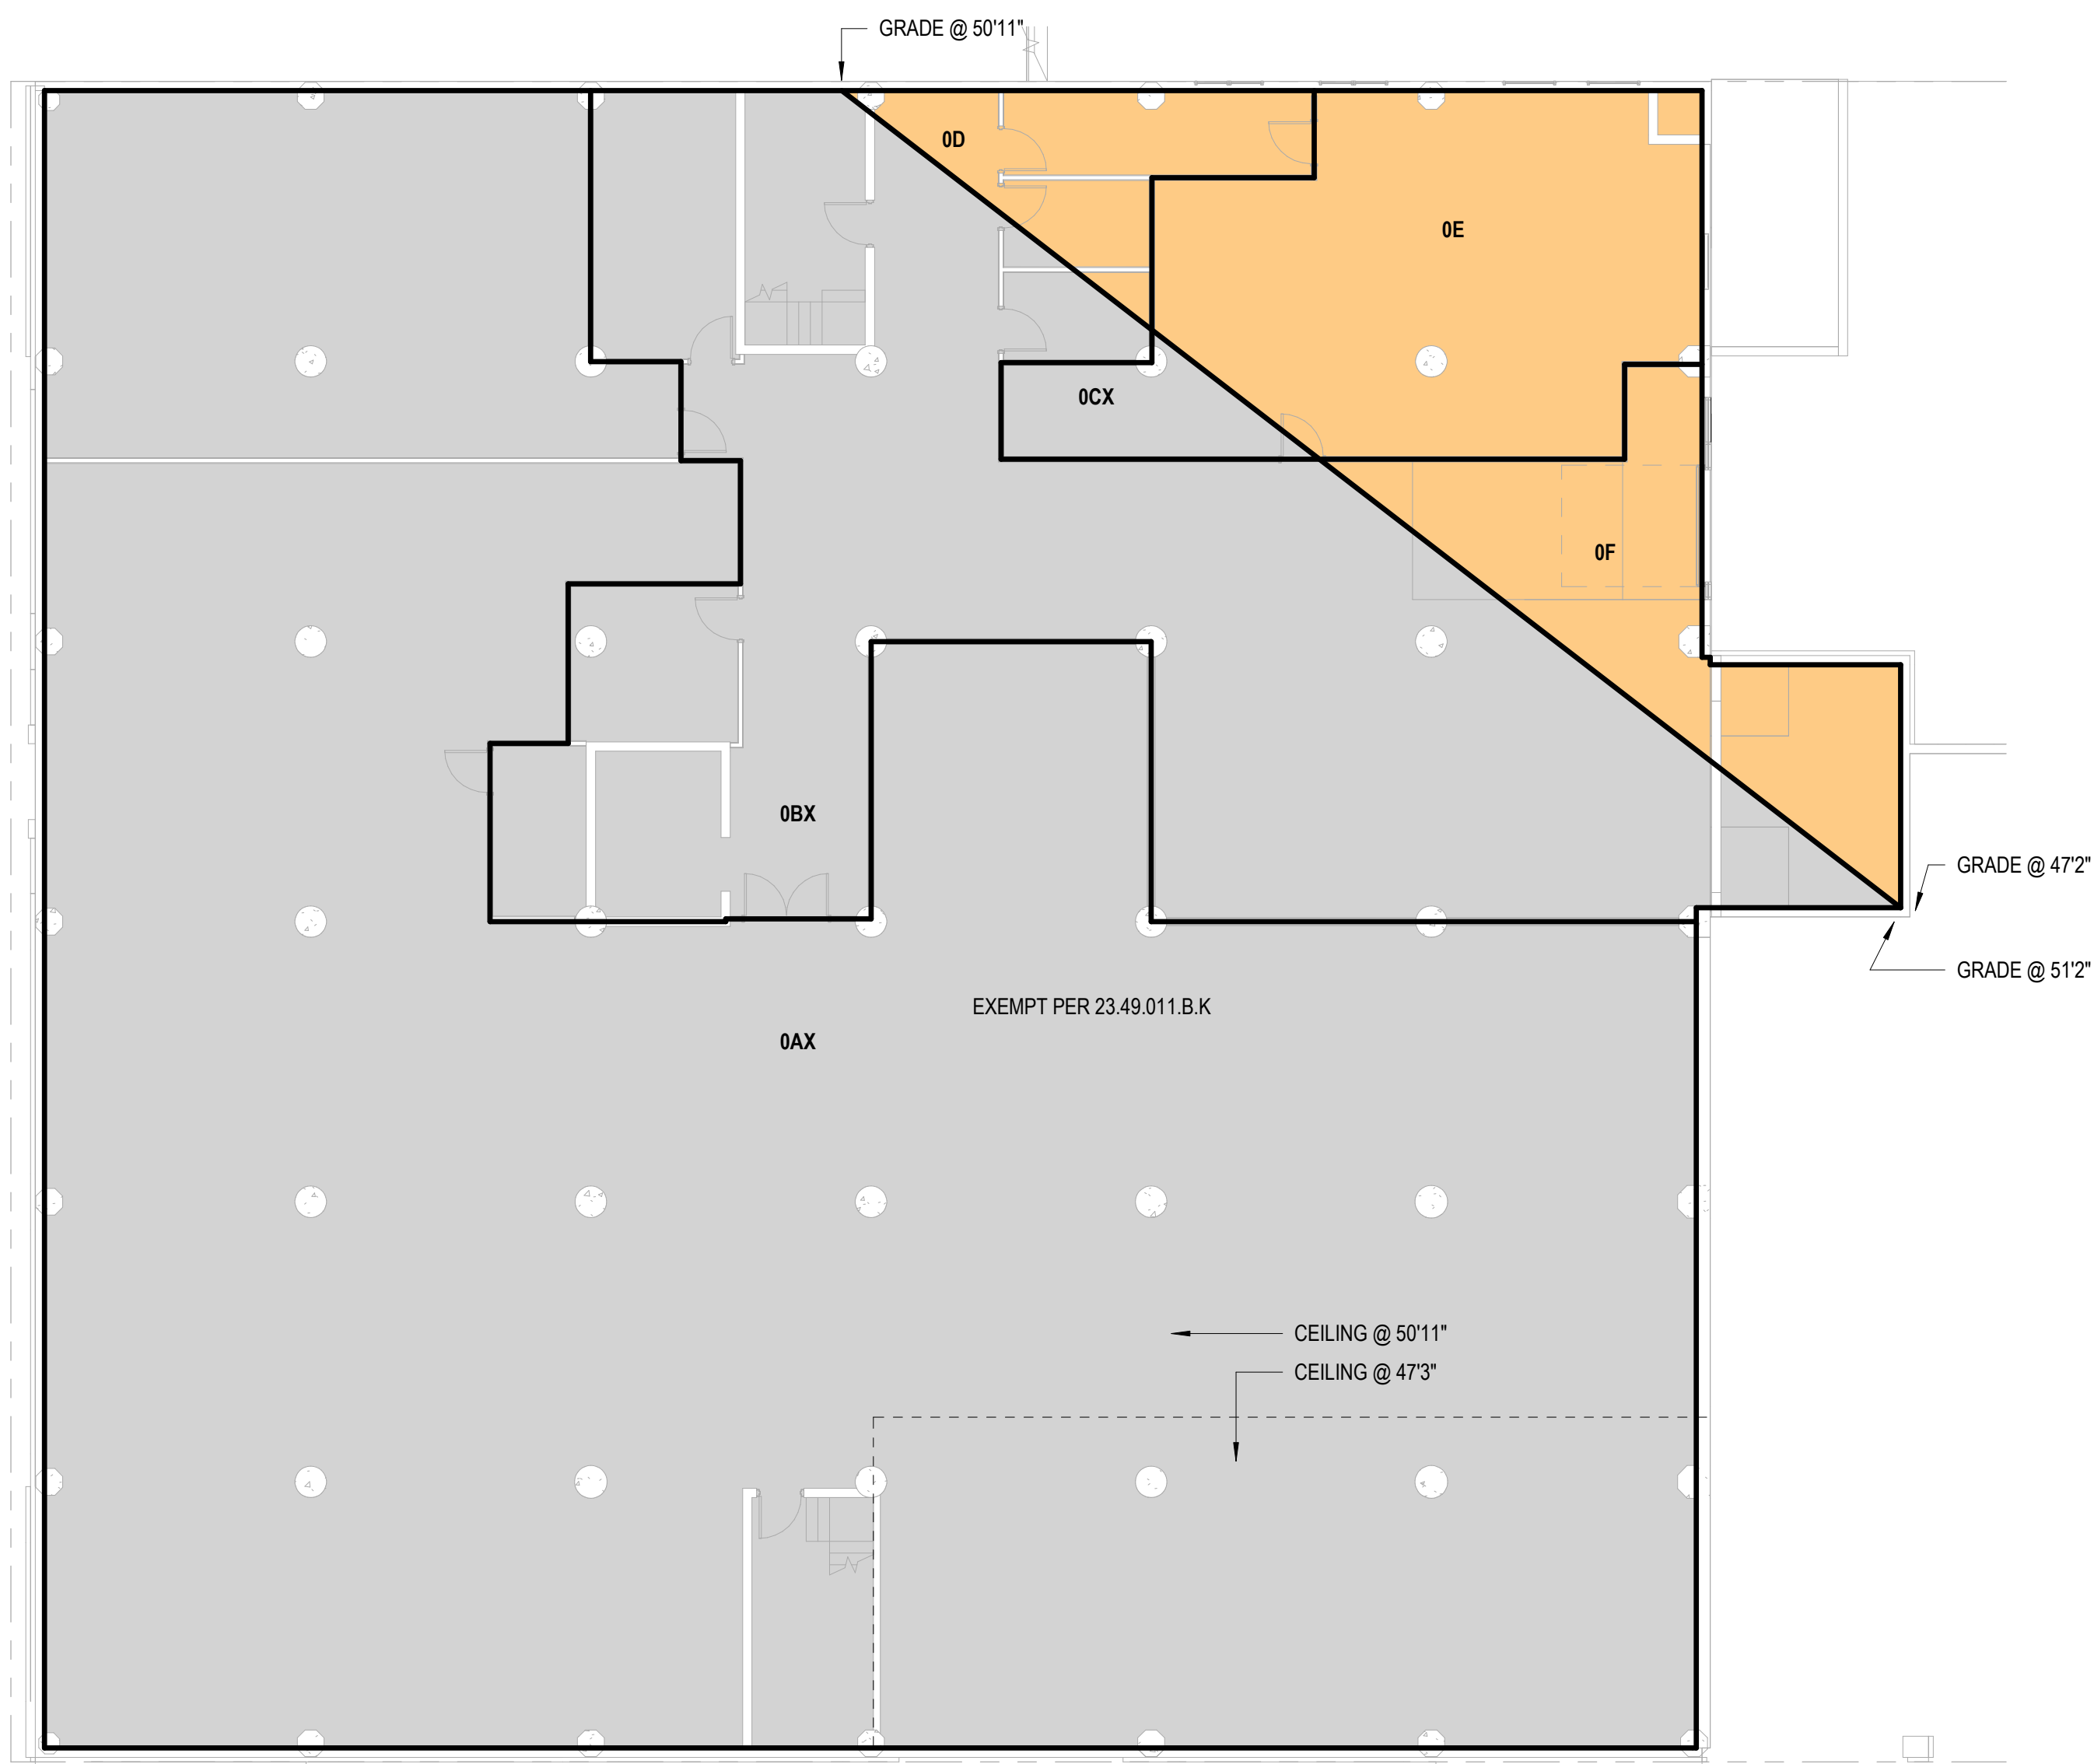 GRADE @ 50'11"
0D
0E
0CX
0F
0BX
GRADE @ 47'2"
GRADE @ 51'2"
EXEMPT PER 23.49.011.B.K
0AX
CEILING @ 50'11"
CEILING @ 47'3"